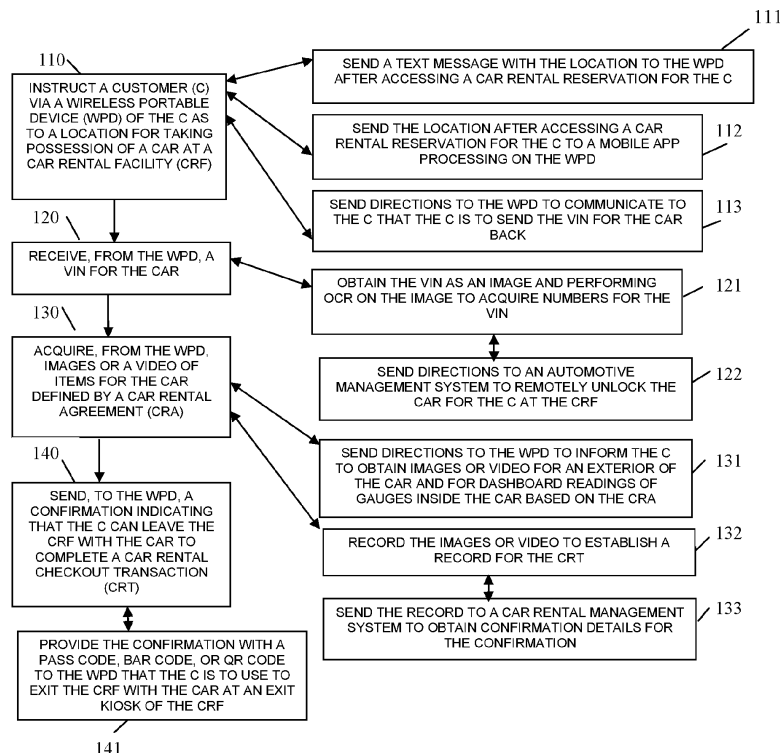 110
INSTRUCT A CUSTOMER (C)
VIA A WIRELESS PORTABLE
DEVICE (WPD) OF THE C AS
TO A LOCATION FOR TAKING
POSSESSION OF A CAR AT A
CAR RENTAL FACILITY (CRF)
111
SEND A TEXT MESSAGE WITH THE LOCATION TO THE WPD
AFTER ACCESSING A CAR RENTAL RESERVATION FOR THE C
112
SEND THE LOCATION AFTER ACCESSING A CAR
RENTAL RESERVATION FOR THE C TO A MOBILE APP
PROCESSING ON THE WPD
113
SEND DIRECTIONS TO THE WPD TO COMMUNICATE TO
THE C THAT THE C IS TO SEND THE VIN FOR THE CAR
BACK
120
RECEIVE, FROM THE WPD, A
VIN FOR THE CAR
121
OBTAIN THE VIN AS AN IMAGE AND PERFORMING
OCR ON THE IMAGE TO ACQUIRE NUMBERS FOR THE
VIN
122
SEND DIRECTIONS TO AN AUTOMOTIVE
MANAGEMENT SYSTEM TO REMOTELY UNLOCK THE
CAR FOR THE C AT THE CRF
130
ACQUIRE, FROM THE WPD,
IMAGES OR A VIDEO OF
ITEMS FOR THE CAR
DEFINED BY A CAR RENTAL
AGREEMENT (CRA)
131
SEND DIRECTIONS TO THE WPD TO INFORM THE C
TO OBTAIN IMAGES OR VIDEO FOR AN EXTERIOR OF
THE CAR AND FOR DASHBOARD READINGS OF
GAUGES INSIDE THE CAR BASED ON THE CRA
132
RECORD THE IMAGES OR VIDEO TO ESTABLISH A
RECORD FOR THE CRT
133
SEND THE RECORD TO A CAR RENTAL MANAGEMENT
SYSTEM TO OBTAIN CONFIRMATION DETAILS FOR
THE CONFIRMATION
140
SEND, TO THE WPD, A
CONFIRMATION INDICATING
THAT THE C CAN LEAVE THE
CRF WITH THE CAR TO
COMPLETE A CAR RENTAL
CHECKOUT TRANSACTION
(CRT)
PROVIDE THE CONFIRMATION WITH A
PASS CODE, BAR CODE, OR QR CODE
TO THE WPD THAT THE C IS TO USE TO
EXIT THE CRF WITH THE CAR AT AN EXIT
KIOSK OF THE CRF
141